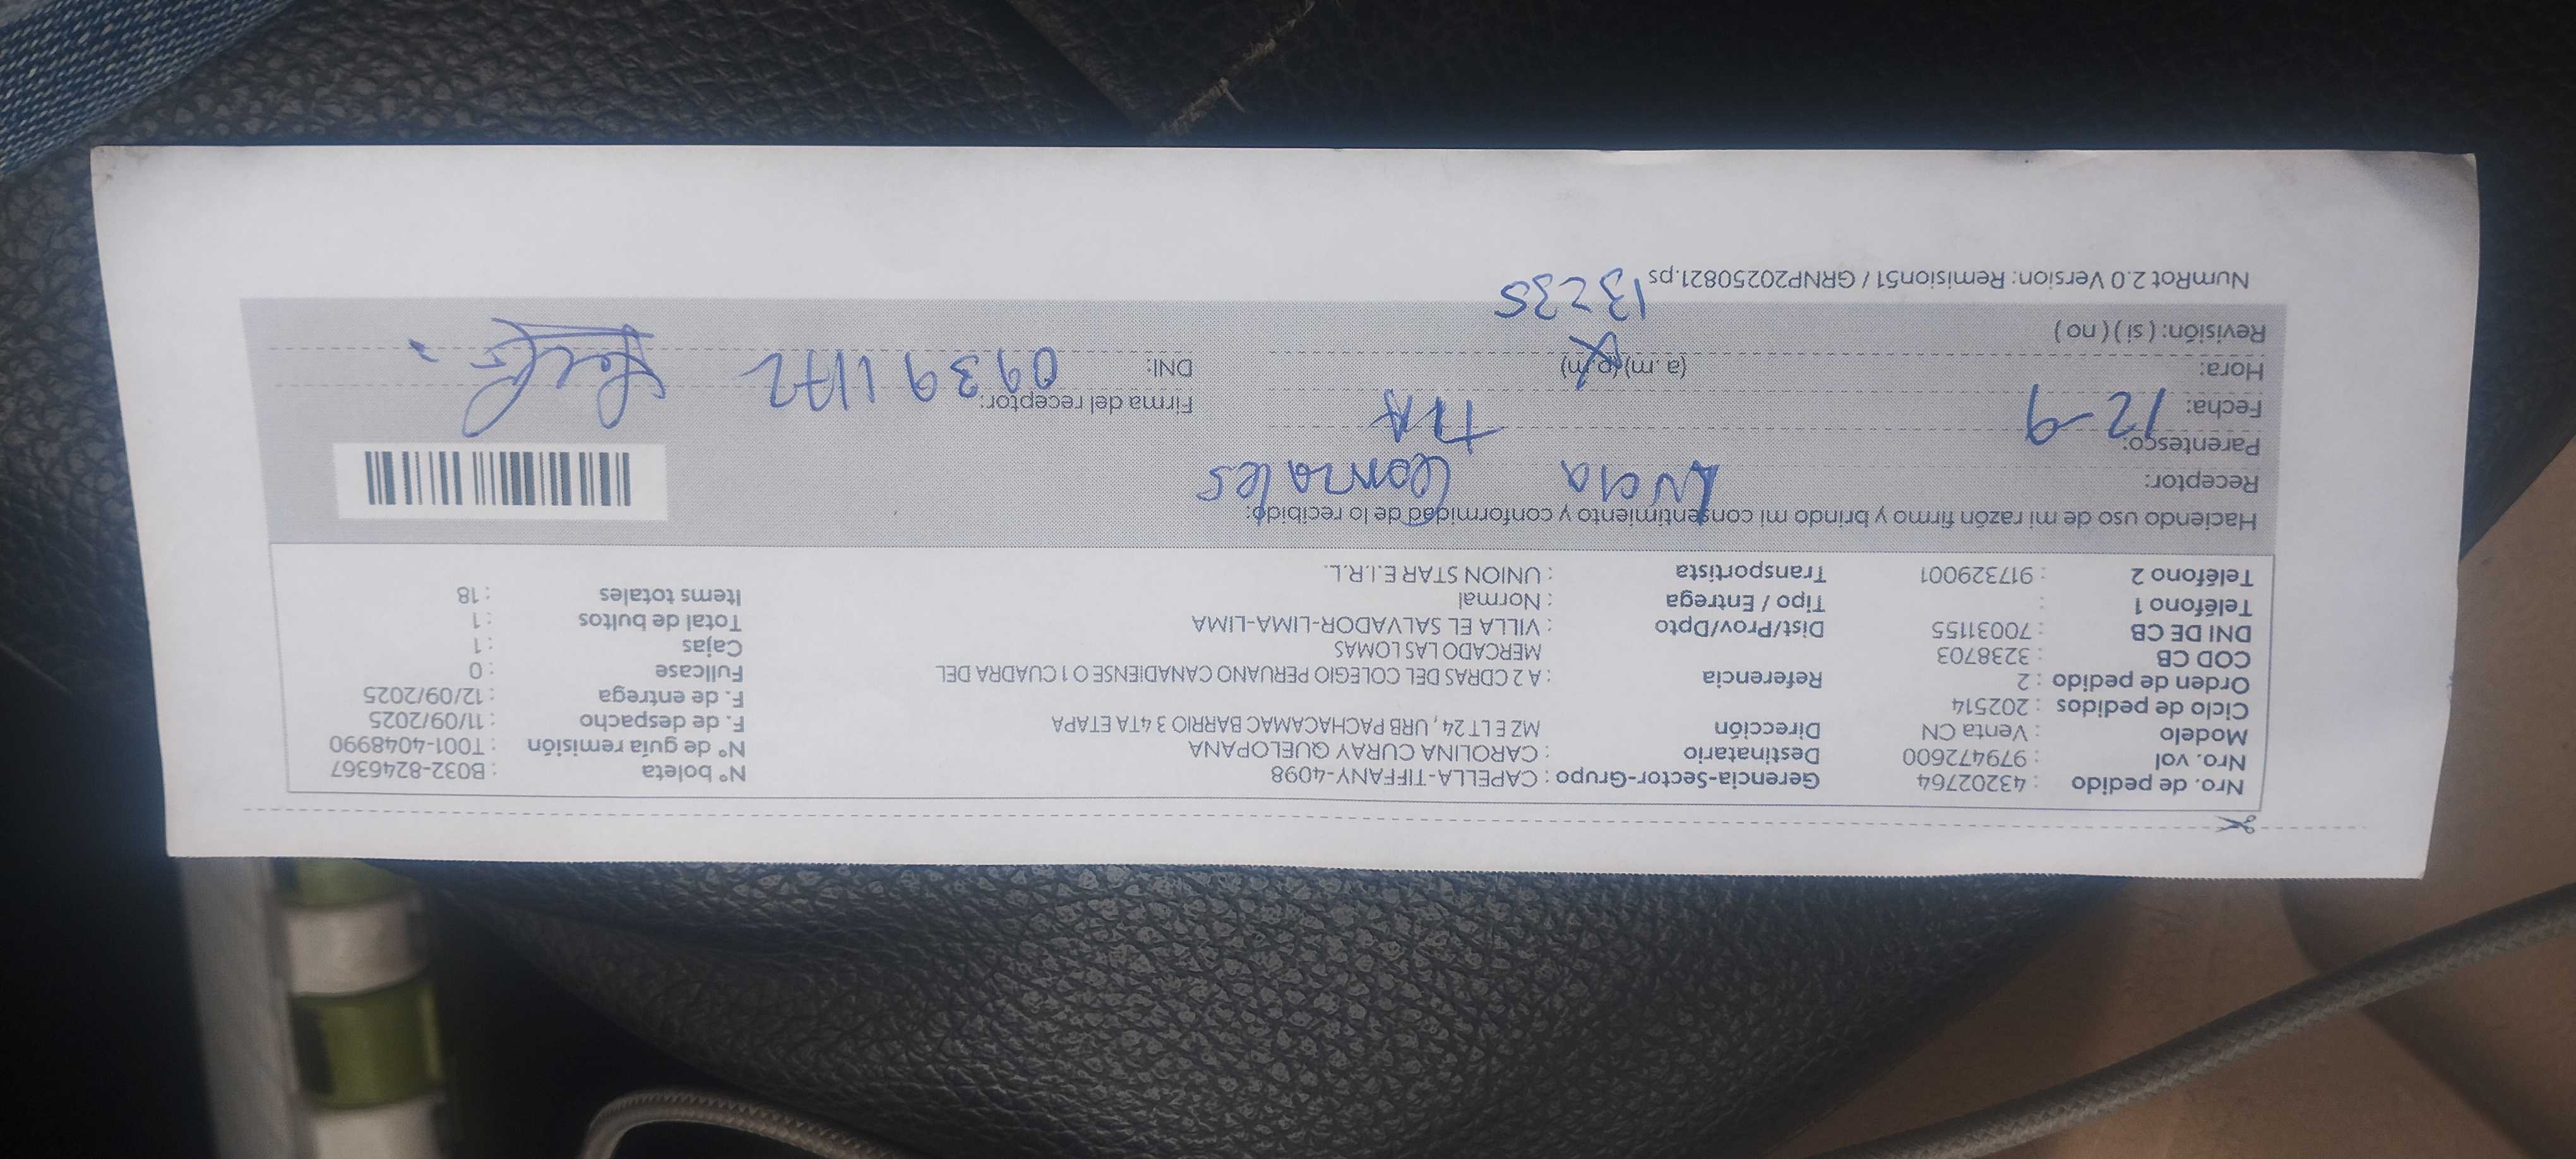 Nro. de pedido : 43202764 Gerencia-Sector-Grupo : CAPELLA-TIFFANY-4098 N° boleta : B032-8246367
Nro. vol : 979472600 Destinatario : CAROLINA CURAY QUELOPANA N° de guía remisión : T001-4048990
Modelo : Venta CN Dirección MZ E LT 24 , URB PACHACAMAC BARRIO 3 4TA ETAPA F. de despacho : 11/09/2025
Ciclo de pedidos : 202514 F. de entrega : 12/09/2025
Orden de pedido : 2 Referencia : A 2 CDRAS DEL COLEGIO PERUANO CANADIENSE O 1 CUADRA DEL Fullcase : 0
COD CB : 3238703 MERCADO LAS LOMAS Cajas : 1
DNI DE CB : 70031155 Dist/Prov/Dpto : VILLA EL SALVADOR-LIMA-LIMA Total de bultos : 1
Teléfono 1 : Tipo / Entrega : Normal Items totales : 18
Teléfono 2 : 917329001 Transportista : UNION STAR E.I.R.L.
Haciendo uso de mi razón firmo y brindo mi consentimiento y conformidad de lo recibido:
Receptor: Lucia Gonzales
Parentesco: TIA
Fecha: 12-9 Firma del receptor:
Hora: (a. m) (p. m) DNI: 0939
Revisión: ( si ) ( no )
13:35
NumRot 2.0 Version: Remision51 / GRNP20250821.ps